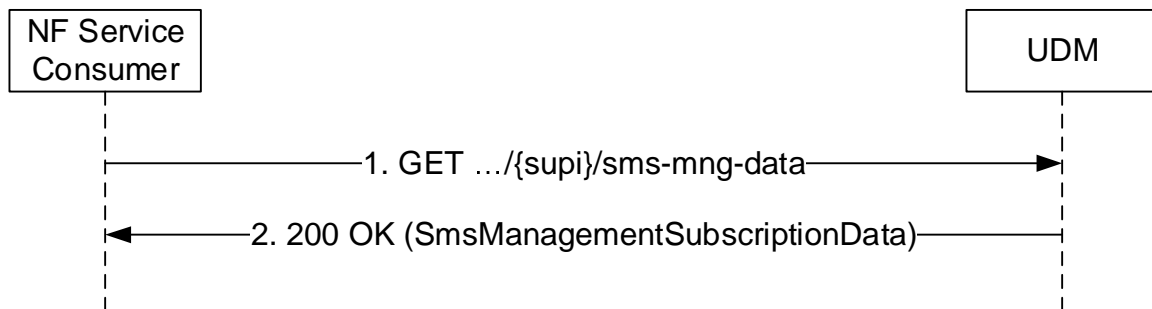 NF Service
Consumer
UDM
1. GET …/{supi}/sms-mng-data
2. 200 OK (SmsManagementSubscriptionData)